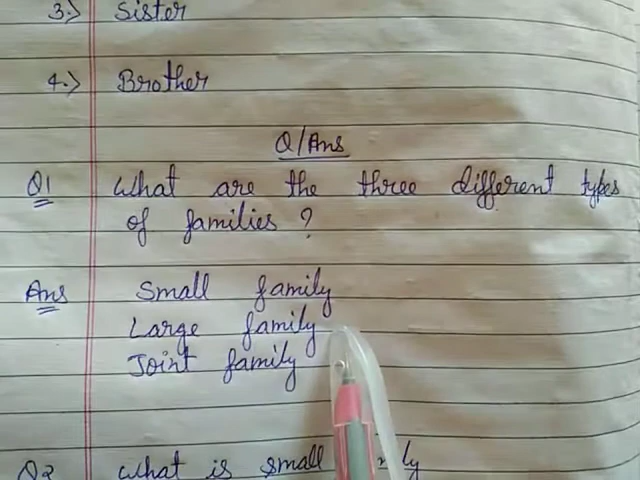 3.) Sister
4.) Brother
Q/Ans
Q1 What are the three different types
of families ?
Ans Small family
Large family
Joint family
Q2 What is small